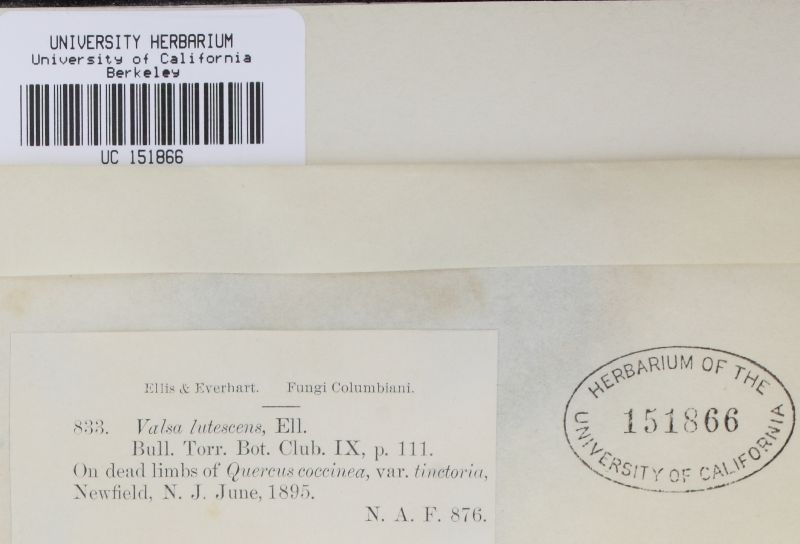 UNIVERSITY HERBARIUM
University of California
Berkeley
UC 151866
Ellis & Everhart. Fungi Columbiani.
833. Valsa lutescens, Ell.
Bull. Torr. Bot. Club. IX, p. 111.
On dead limbs of Quercus coccinea, var. tinctoria,
Newfield, N. J. June, 1895.
N. A. F. 876.
HERBARIUM OF THE
151866
UNIVERSITY OF CALIFORNIA